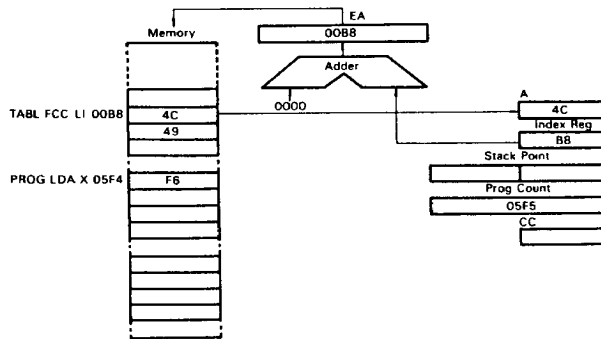 EA
Memory
00B8
Adder
A
0000
TABL FCC LI 00B8
4C
4C
49
Index Reg
B8
Stack Point
PROG LDA X 05F4
F6
Prog Count
05F5
CC